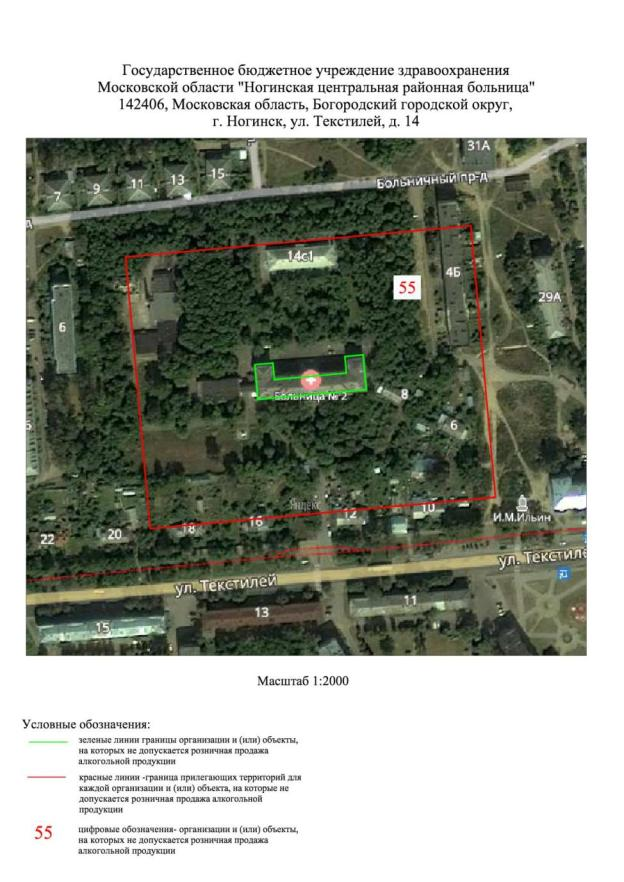 Государственное бюджетное учреждение здравоохранения
Московской области "Ногинская центральная районная больница"
142406, Московская область, Богородский городской округ,
г. Ногинск, ул. Текстилей, д. 14
31А
Больничный пр-д
7
9
11
13
15
д
14с1
4Б
55
29А
6
Больница № 2
8
6
Яндекс
И.М.Ильин
22
20
18
16
12
10
ул. Текстилей
ул. Текстиле
15
13
11
Масштаб 1:2000
Условные обозначения:
зеленые линии границы организации и (или) объекты,
на которых не допускается розничная продажа
алкогольной продукции
красные линии -граница прилегающих территорий для
каждой организации и (или) объекта, на которые не
допускается розничная продажа алкогольной
продукции
55
цифровые обозначения- организации и (или) объекты,
на которых не допускается розничная продажа
алкогольной продукции